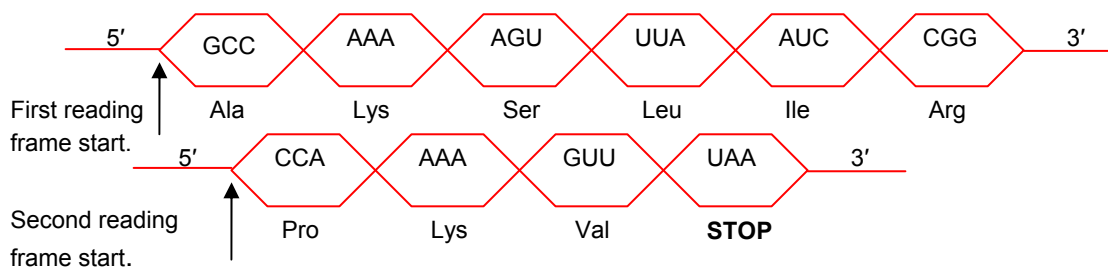 5′ GCC AAA AGU UUA AUC CGG 3′
First reading Ala Lys Ser Leu Ile Arg
frame start.
5′ CCA AAA GUU UAA 3′
Second reading Pro Lys Val STOP
frame start.